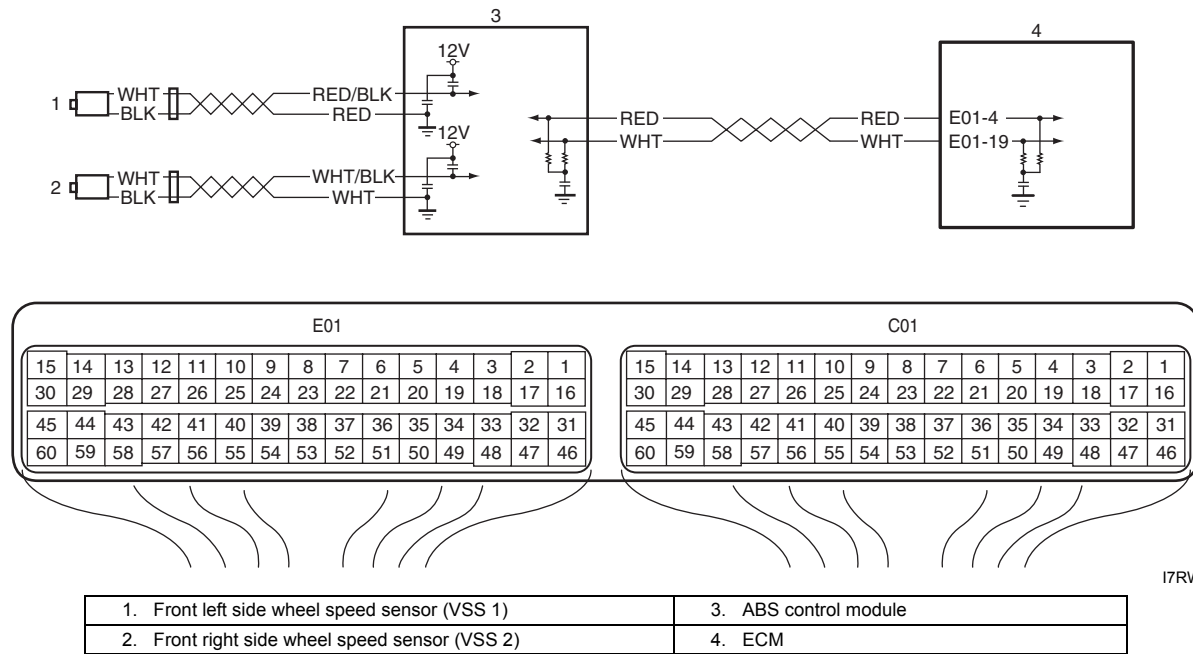 3
4
12V
1 WHT RED/BLK
BLK RED
12V
RED RED E01-4
WHT WHT E01-19
2 WHT WHT/BLK
BLK WHT
E01 C01
15 14 13 12 11 10 9 8 7 6 5 4 3 2 1 15 14 13 12 11 10 9 8 7 6 5 4 3 2 1
30 29 28 27 26 25 24 23 22 21 20 19 18 17 16 30 29 28 27 26 25 24 23 22 21 20 19 18 17 16
45 44 43 42 41 40 39 38 37 36 35 34 33 32 31 45 44 43 42 41 40 39 38 37 36 35 34 33 32 31
60 59 58 57 56 55 54 53 52 51 50 49 48 47 46 60 59 58 57 56 55 54 53 52 51 50 49 48 47 46
1. Front left side wheel speed sensor (VSS 1) 3. ABS control module
2. Front right side wheel speed sensor (VSS 2) 4. ECM